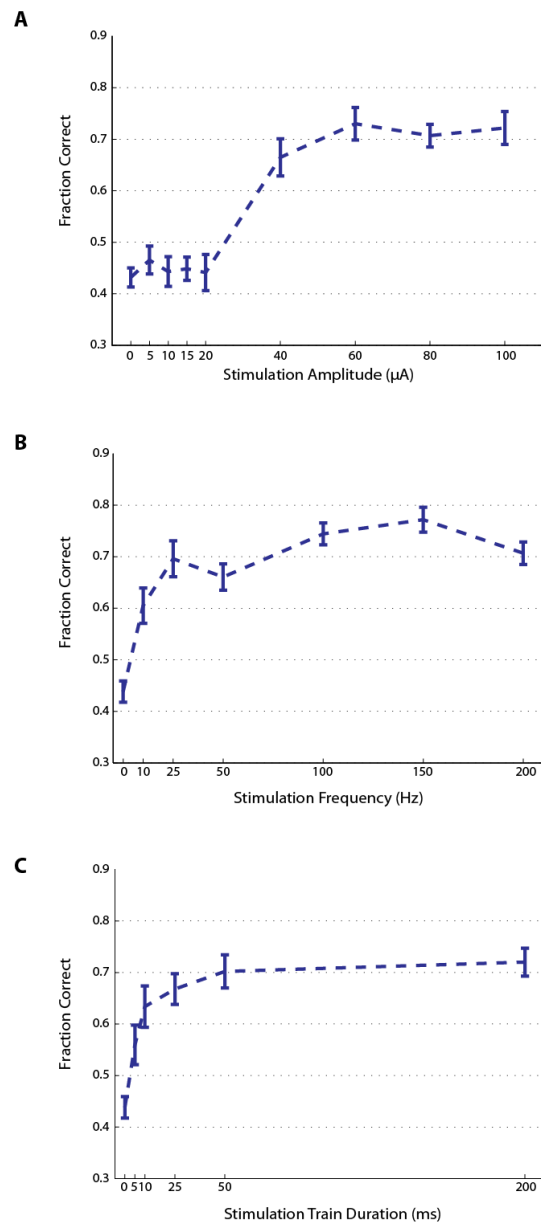 A
0.9
0.8
0.7
0.6
0.5
0.4
0.3
Fraction Correct
0 5 10 15 20 40 60 80 100
Stimulation Amplitude (μA)
B
0.9
0.8
0.7
0.6
0.5
0.4
0.3
Fraction Correct
0 10 25 50 100 150 200
Stimulation Frequency (Hz)
C
0.9
0.8
0.7
0.6
0.5
0.4
0.3
Fraction Correct
0 5 10 25 50 200
Stimulation Train Duration (ms)